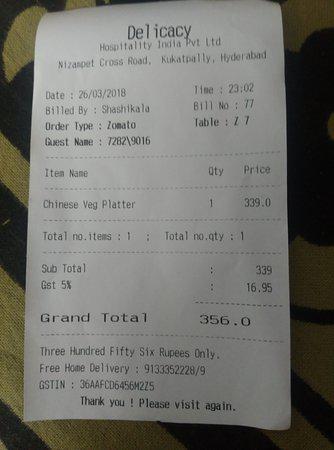 Delicacy
Hospitality India Pvt Ltd
Nizampet Cross Road, Kukatpally, Hyderabad
Date : 26/03/2018 Time : 23:02
Billed By : Shashikala Bill No : 77
Order Type : Zomato Table : Z 7
Guest Name : 7282\9016
Item Name Qty Price
Chinese Veg Platter 1 339.0
Total no.items : 1 ; Total no.qty : 1
Sub Total : 339
Gst 5% : 16.95
Grand Total : 356.0
Three Hundred Fifty Six Rupees Only.
Free Home Delivery : 9133352228/9
GSTIN : 36AAFCD6456M2Z5
Thank you ! Please visit again.